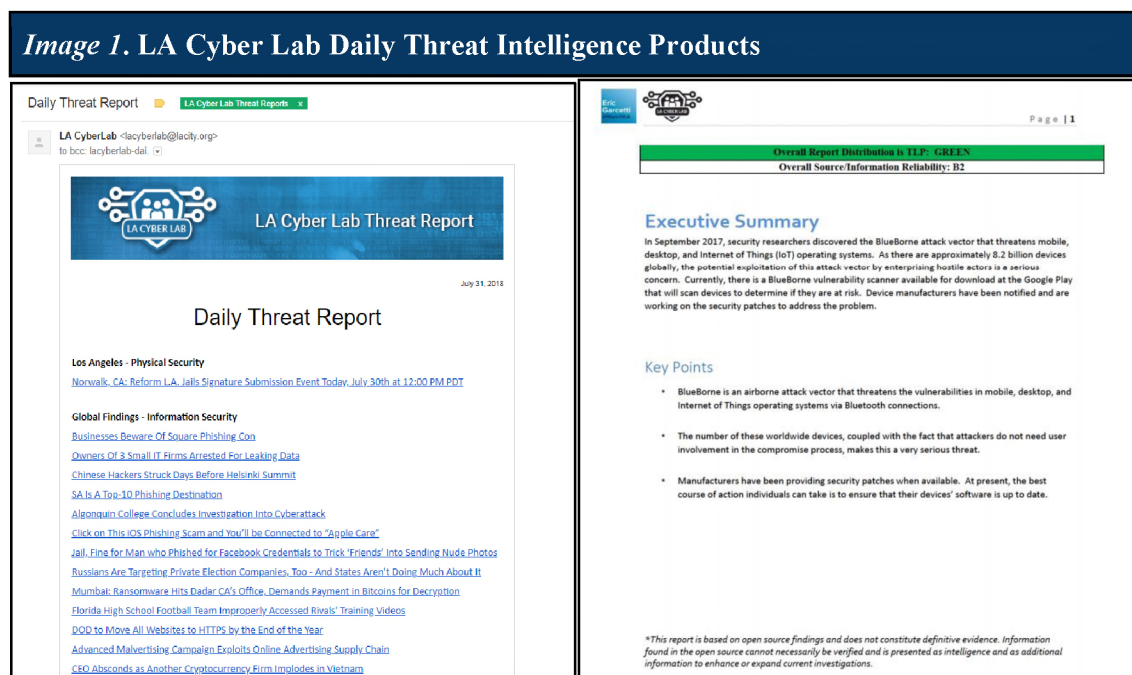 Image 1. LA Cyber Lab Daily Threat Intelligence Products
Daily Threat Report
LA Cyber Lab Threat Reports x
LA CyberLab <lacyberlab@lacity.org>
to bcc: lacyberlab-dai.
LA CYBER LAB
LA Cyber Lab Threat Report
July 31, 2018
Daily Threat Report
Los Angeles - Physical Security
Norwalk, CA: Reform L.A. Jails Signature Submission Event Today, July 30th at 12:00 PM PDT
Global Findings - Information Security
Businesses Beware Of Square Phishing Con
Owners Of 3 Small IT Firms Arrested For Leaking Data
Chinese Hackers Struck Days Before Helsinki Summit
SA Is A Top-10 Phishing Destination
Algonquin College Concludes Investigation Into Cyberattack
Click on This iOS Phishing Scam and You'll be Connected to "Apple Care"
Jail, Fine for Man who Phished for Facebook Credentials to Trick 'Friends' Into Sending Nude Photos
Russians Are Targeting Private Election Companies, Too - And States Aren't Doing Much About It
Mumbai: Ransomware Hits Dadar CA's Office, Demands Payment in Bitcoins for Decryption
Florida High School Football Team Improperly Accessed Rivals' Training Videos
DOD to Move All Websites to HTTPS by the End of the Year
Advanced Malvertising Campaign Exploits Online Advertising Supply Chain
CEO Absconds as Another Cryptocurrency Firm Implodes in Vietnam
Eric
Garcetti
LA CYBER LAB
Page | 1
Overall Report Distribution is TLP: GREEN
Overall Source/Information Reliability: B2
Executive Summary
In September 2017, security researchers discovered the BlueBorne attack vector that threatens mobile,
desktop, and Internet of Things (IoT) operating systems. As there are approximately 8.2 billion devices
globally, the potential exploitation of this attack vector by enterprising hostile actors is a serious
concern. Currently, there is a BlueBorne vulnerability scanner available for download at the Google Play
that will scan devices to determine if they are at risk. Device manufacturers have been notified and are
working on the security patches to address the problem.
Key Points
• BlueBorne is an airborne attack vector that threatens the vulnerabilities in mobile, desktop, and
Internet of Things operating systems via Bluetooth connections.
• The number of these worldwide devices, coupled with the fact that attackers do not need user
involvement in the compromise process, makes this a very serious threat.
• Manufacturers have been providing security patches when available. At present, the best
course of action individuals can take is to ensure that their devices' software is up to date.
*This report is based on open source findings and does not constitute definitive evidence. Information
found in the open source cannot necessarily be verified and is presented as intelligence and as additional
information to enhance or expand current investigations.